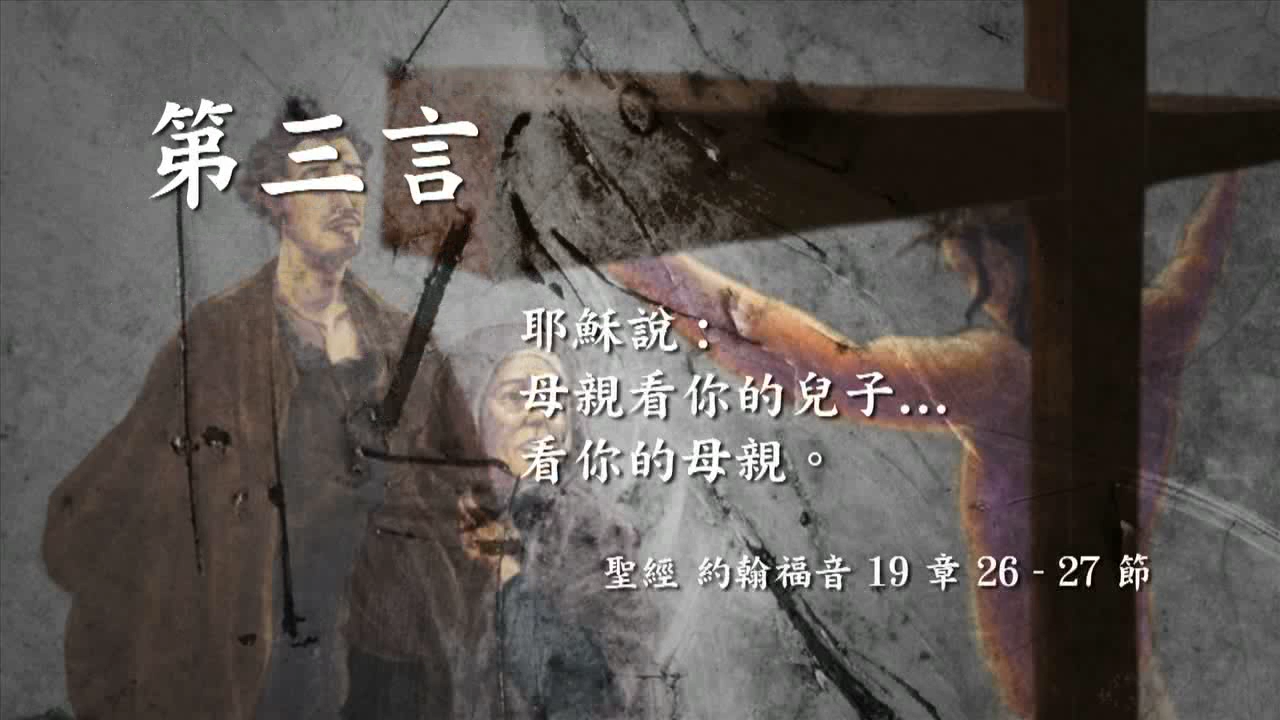 第三言
耶穌說：
母親看你的兒子...
看你的母親。
聖經 約翰福音 19 章 26 - 27 節